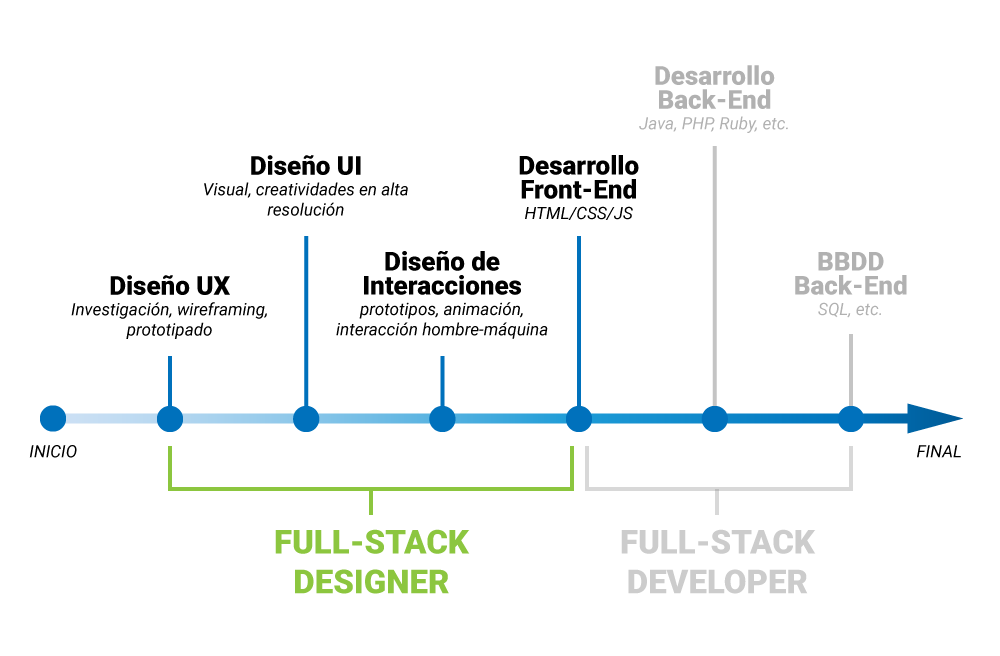 Desarrollo
Back-End
Java, PHP, Ruby, etc.
Diseño UI
Visual, creatividades en alta
resolución
Desarrollo
Front-End
HTML/CSS/JS
Diseño UX
Investigación, wireframing,
prototipado
Diseño de
Interacciones
prototipos, animación,
interacción hombre-máquina
BBDD
Back-End
SQL, etc.
INICIO
FINAL
FULL-STACK
DESIGNER
FULL-STACK
DEVELOPER